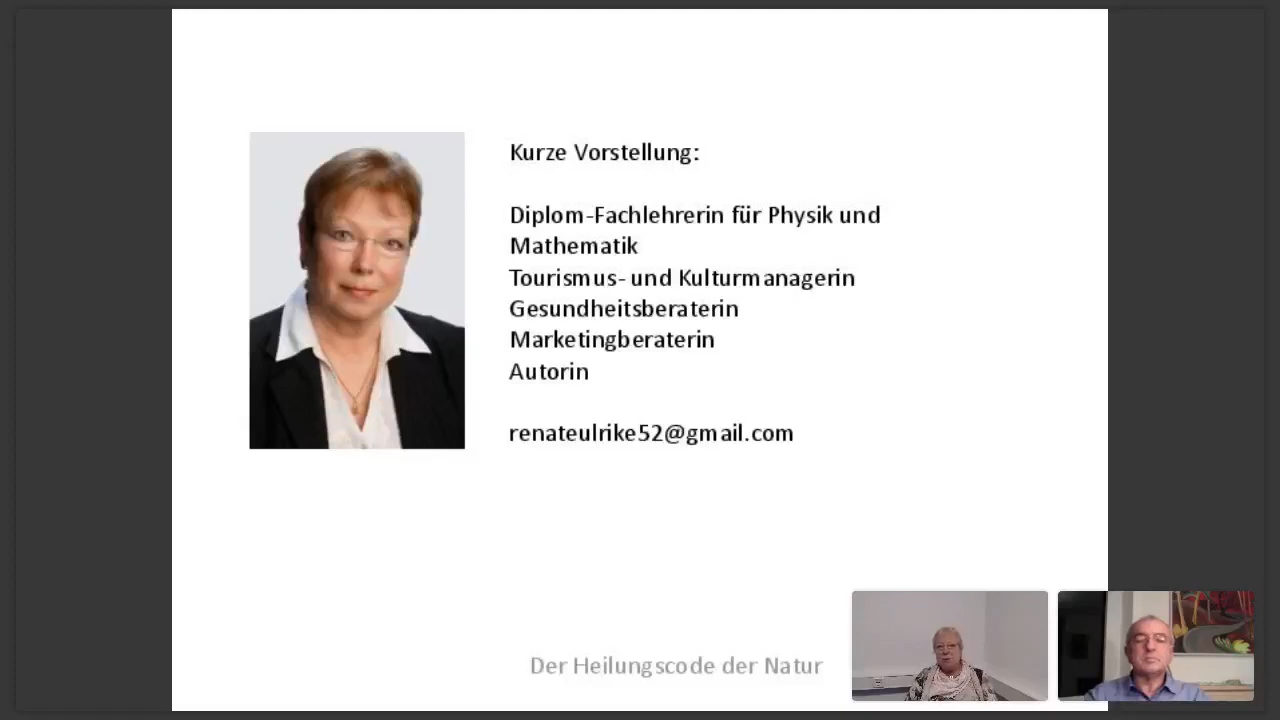 Kurze Vorstellung:
Diplom-Fachlehrerin für Physik und
Mathematik
Tourismus- und Kulturmanagerin
Gesundheitsberaterin
Marketingberaterin
Autorin
renateulrike52@gmail.com
Der Heilungscode der Natur